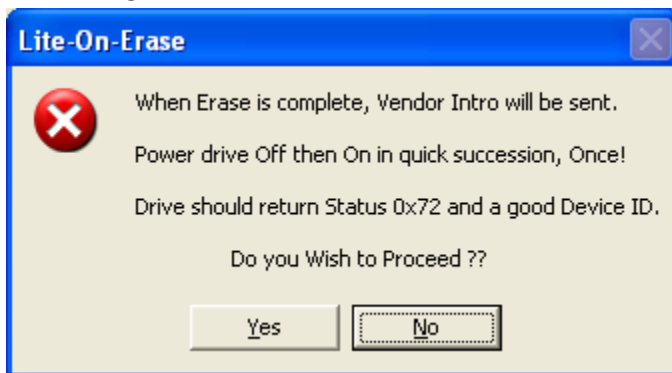 Lite-On-Erase
When Erase is complete, Vendor Intro will be sent.
Power drive Off then On in quick succession, Once!
Drive should return Status 0x72 and a good Device ID.
Do you Wish to Proceed ??
Yes
No